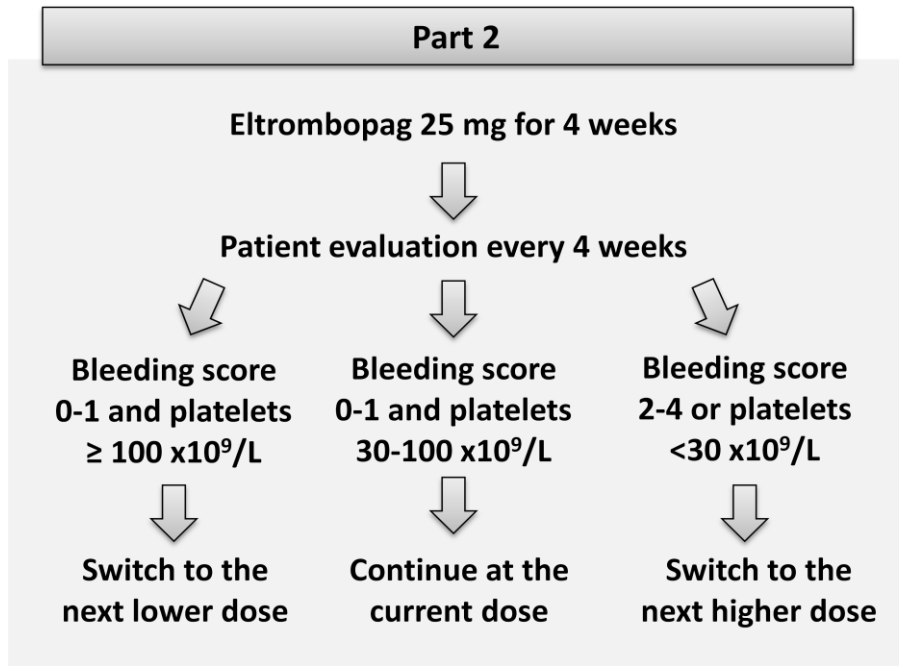 Part 2
Eltrombopag 25 mg for 4 weeks
Patient evaluation every 4 weeks
Bleeding score
0-1 and platelets
≥ 100 x10⁹/L
Bleeding score
0-1 and platelets
30-100 x10⁹/L
Bleeding score
2-4 or platelets
<30 x10⁹/L
Switch to the
next lower dose
Continue at the
current dose
Switch to the
next higher dose